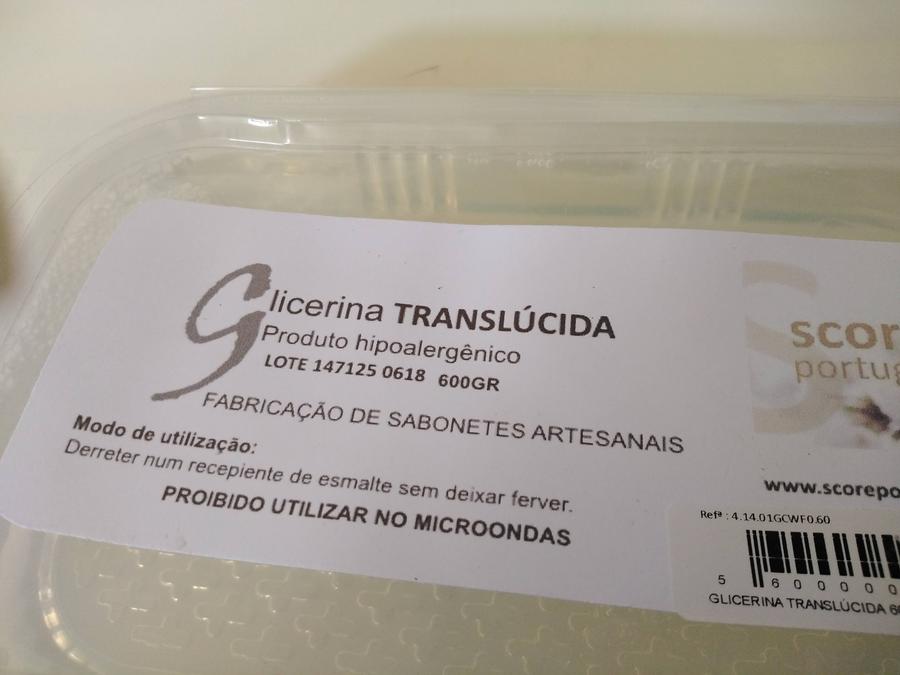 Glicerina TRANSLÚCIDA
Produto hipoalergênico
LOTE 147125 0618 600GR
FABRICAÇÃO DE SABONETES ARTESANAIS
Modo de utilização:
Derreter num recepiente de esmalte sem deixar ferver.
PROIBIDO UTILIZAR NO MICROONDAS
scor
portug
www.scorepo
Refª : 4.14.01GCWF0.60
5 60000
GLICERINA TRANSLÚCIDA 6